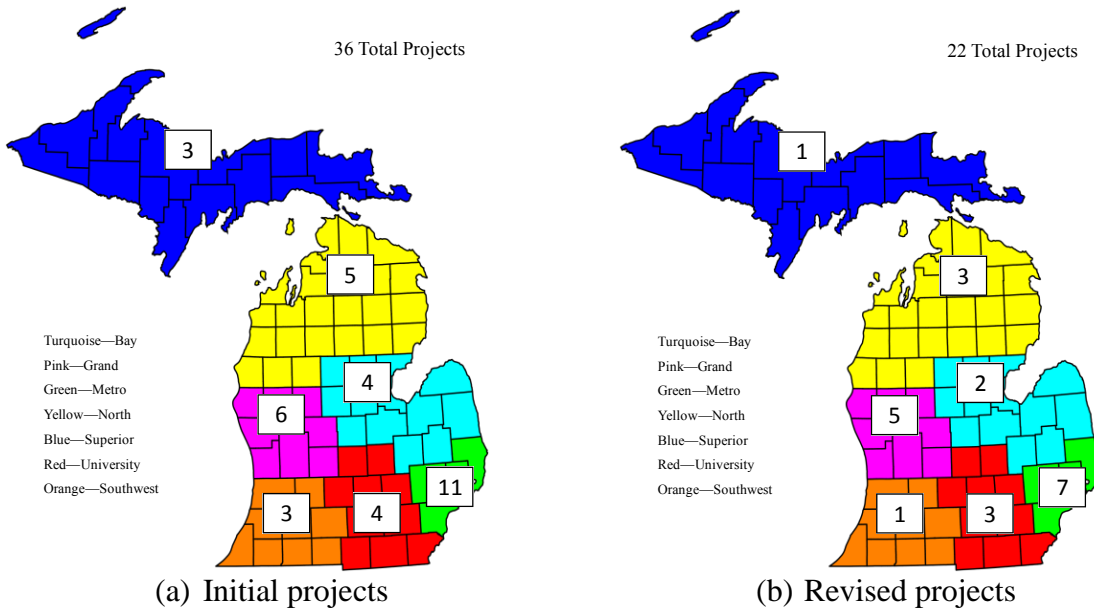 36 Total Projects
3
5
4
6
11
3
4
Turquoise—Bay
Pink—Grand
Green—Metro
Yellow—North
Blue—Superior
Red—University
Orange—Southwest
(a) Initial projects
22 Total Projects
1
3
2
5
7
1
3
Turquoise—Bay
Pink—Grand
Green—Metro
Yellow—North
Blue—Superior
Red—University
Orange—Southwest
(b) Revised projects